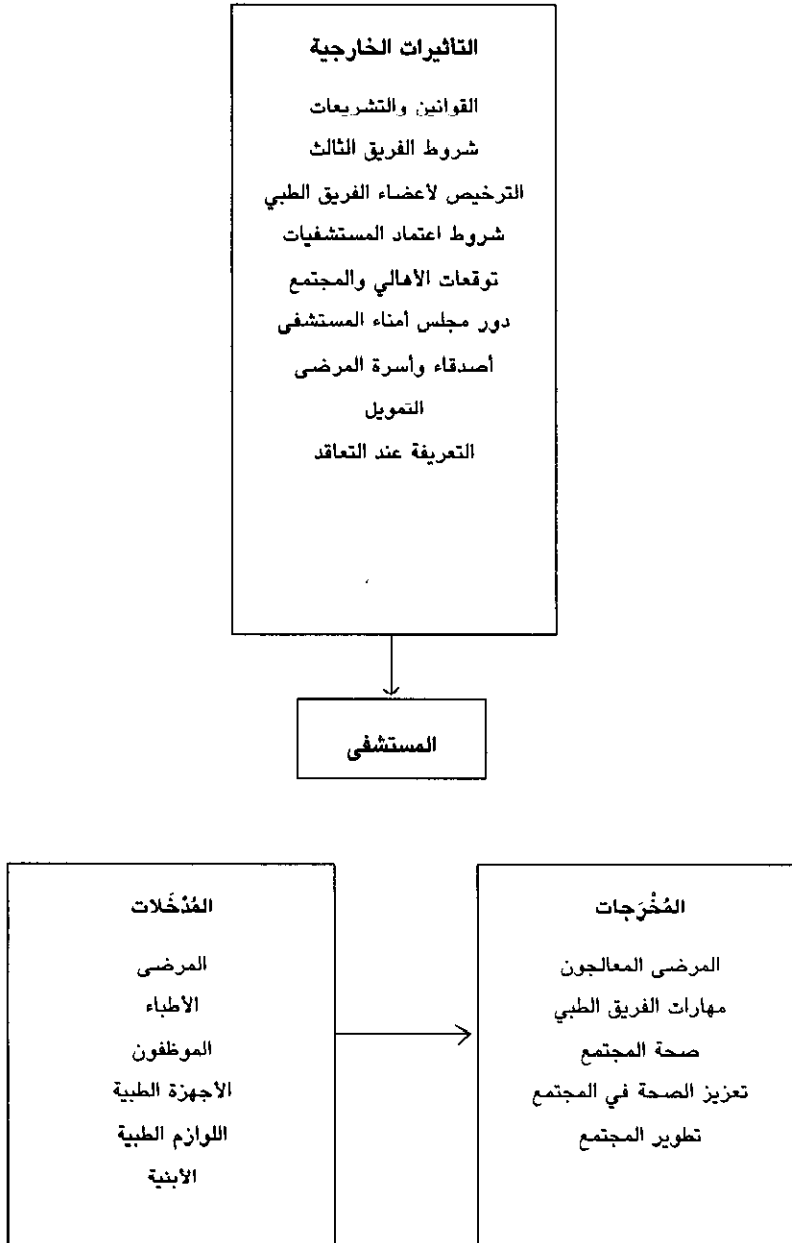 التأثيرات الخارجية
القوانين والتشريعات
شروط الفريق الثالث
الترخيص لأعضاء الفريق الطبي
شروط اعتماد المستشفيات
توقعات الأهالي والمجتمع
دور مجلس أمناء المستشفى
أصدقاء وأسرة المرضى
التمويل
التعريفة عند التعاقد
المستشفى
المُدْخَلات
المرضى
الأطباء
الموظفون
الأجهزة الطبية
اللوازم الطبية
الأبنية
المُخْرَجات
المرضى المعالجون
مهارات الفريق الطبي
صحة المجتمع
تعزيز الصحة في المجتمع
تطوير المجتمع